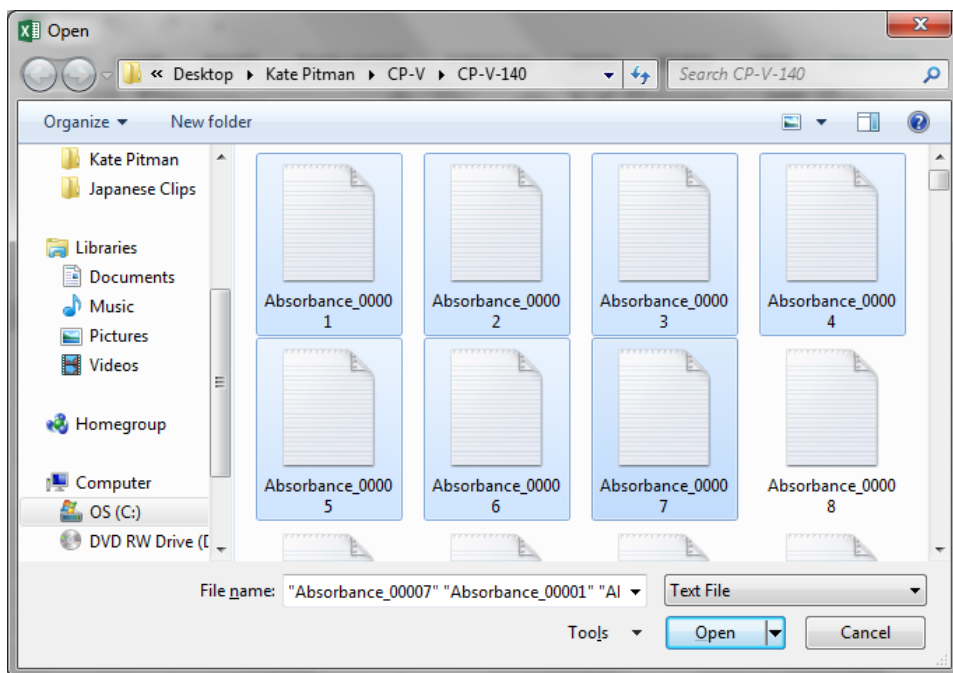 Open
« Desktop ▸ Kate Pitman ▸ CP-V ▸ CP-V-140
Search CP-V-140
Organize
New folder
Kate Pitman
Japanese Clips
Libraries
Documents
Music
Pictures
Videos
Homegroup
Computer
OS (C:)
DVD RW Drive (D
Absorbance_0000
1
Absorbance_0000
2
Absorbance_0000
3
Absorbance_0000
4
Absorbance_0000
5
Absorbance_0000
6
Absorbance_0000
7
Absorbance_0000
8
File name:
"Absorbance_00007" "Absorbance_00001" "Al
Text File
Tools
Open
Cancel